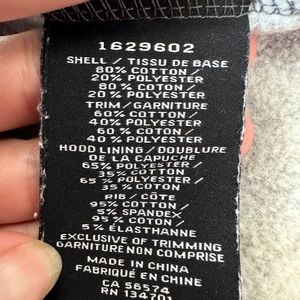 1629602
SHELL / TISSU DE BASE
80% COTTON /
20% POLYESTER
80 % COTON /
20 % POLYESTER
TRIM/GARNITURE
60% COTTON /
40% POLYESTER
60 % COTON /
40 % POLYESTER
HOOD LINING/DOUBLURE
DE LA CAPUCHE
65% POLYESTER/
35% COTTON
65 % POLYESTER/
35 % COTON
RIB/CÔTE
95% COTTON/
5% SPANDEX
95 % COTON/
5 % ÉLASTHANNE
EXCLUSIVE OF TRIMMING
GARNITURE NON COMPRISE
MADE IN CHINA
FABRIQUÉ EN CHINE
CA 56574
RN 134701